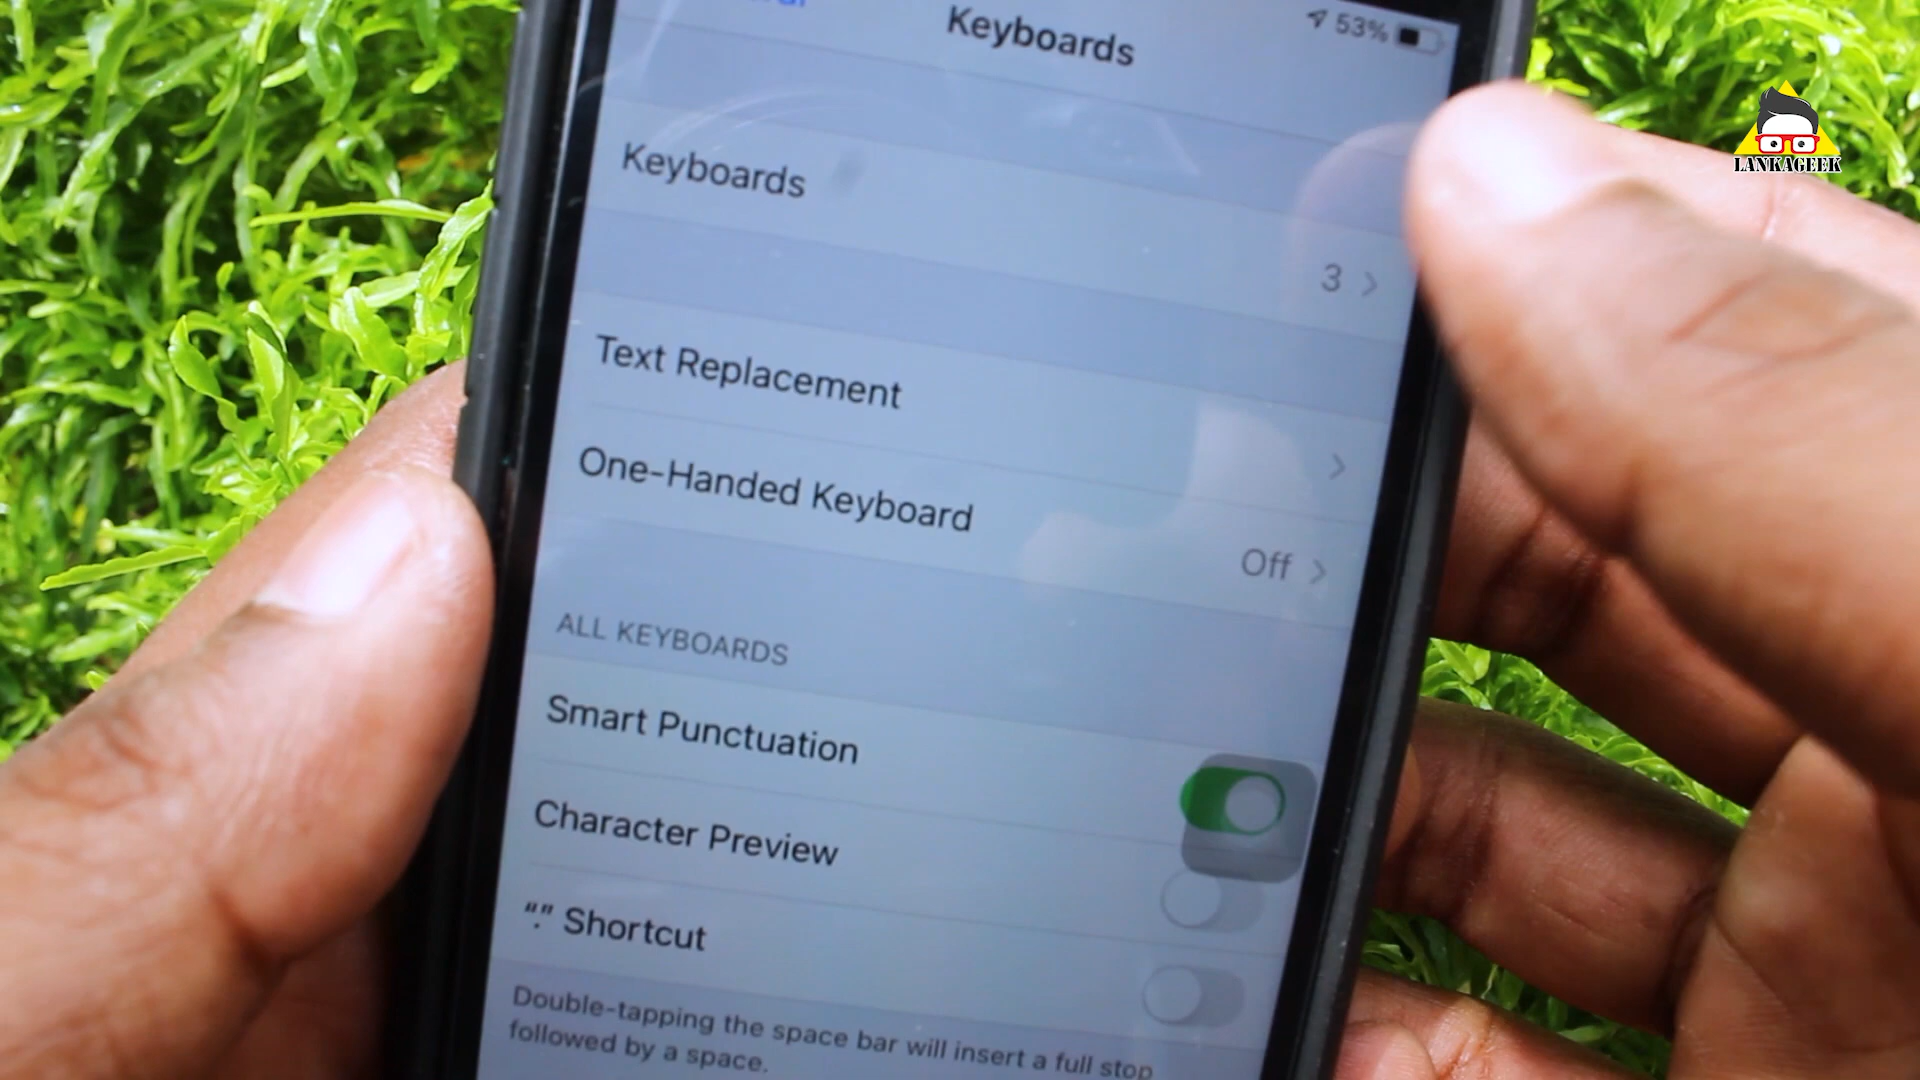 Keyboards
53%
LANKAGEEK
Keyboards
3 >
Text Replacement
>
One-Handed Keyboard
Off >
ALL KEYBOARDS
Smart Punctuation
Character Preview
“.” Shortcut
Double-tapping the space bar will insert a full stop
followed by a space.